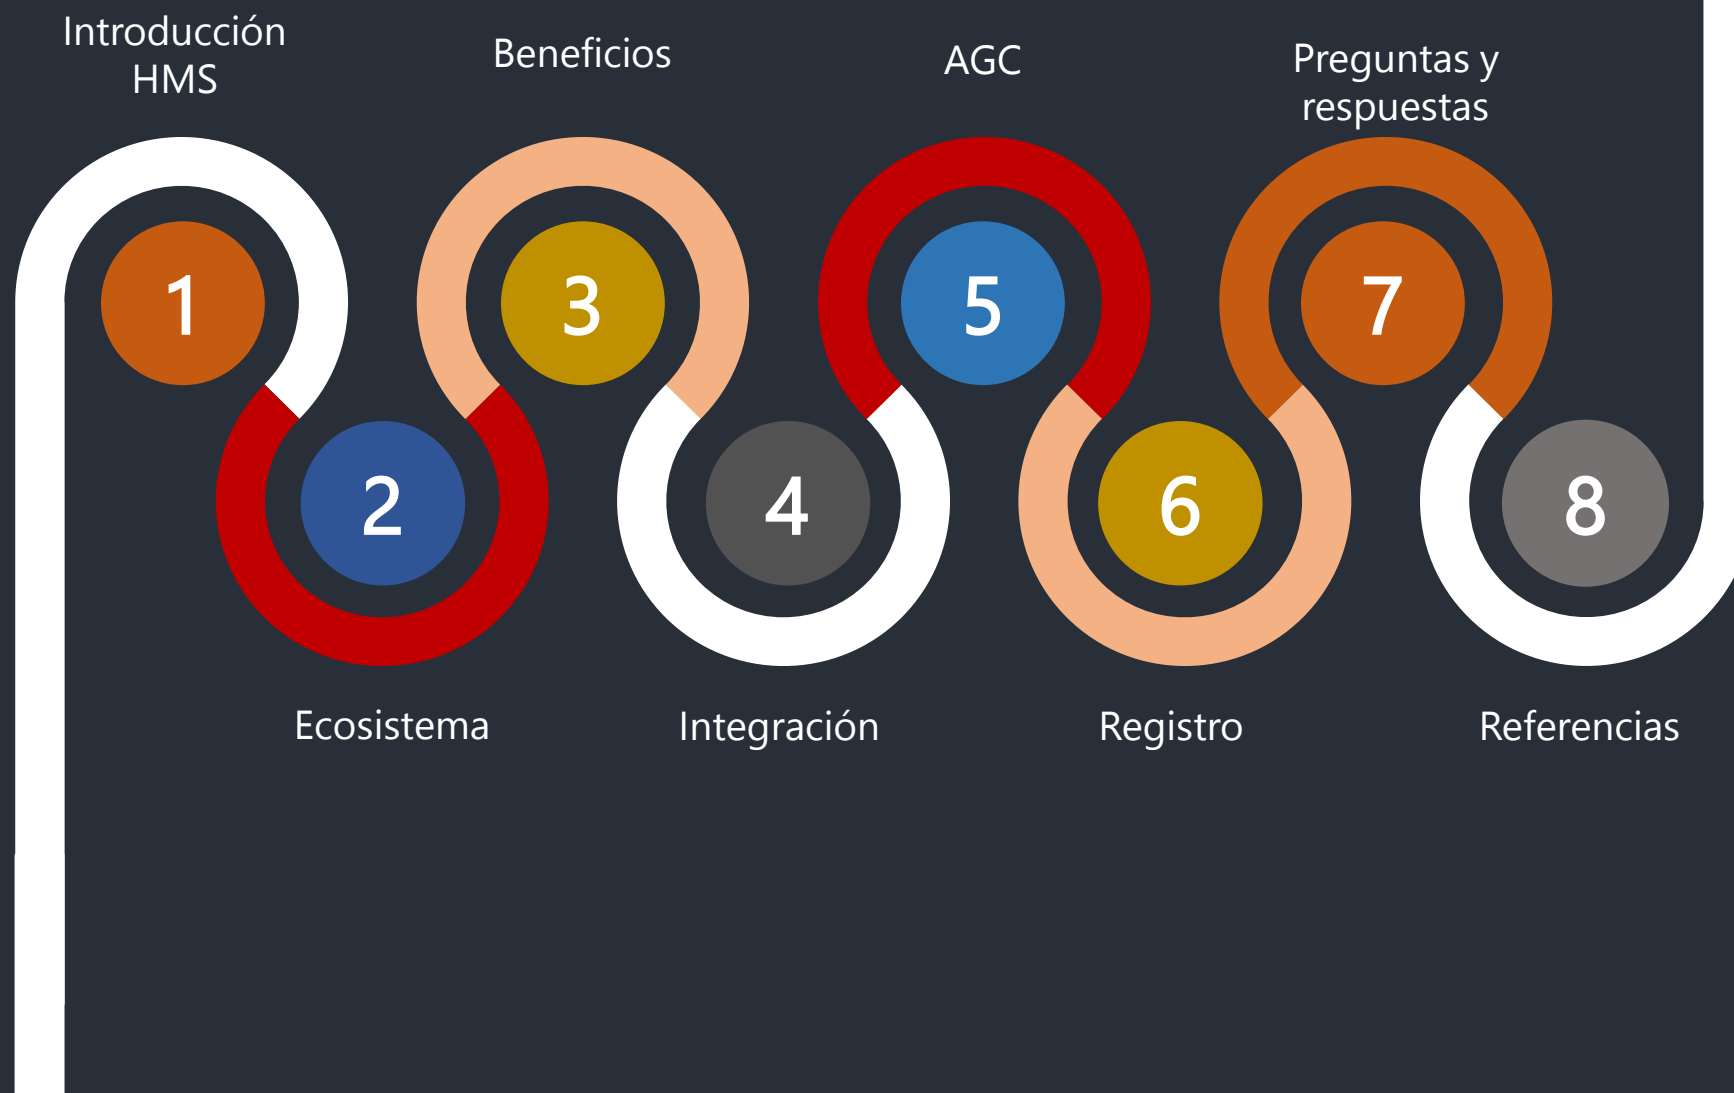 Introducción
HMS
Beneficios
AGC
Preguntas y
respuestas
1
3
5
7
2
4
6
8
Ecosistema
Integración
Registro
Referencias